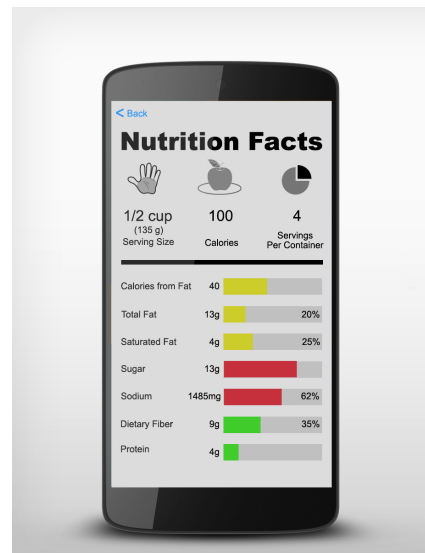 < Back
Nutrition Facts
1/2 cup 100 4
(135 g) Servings
Serving Size Calories Per Container
Calories from Fat 40
Total Fat 13g 20%
Saturated Fat 4g 25%
Sugar 13g
Sodium 1485mg 62%
Dietary Fiber 9g 35%
Protein 4g